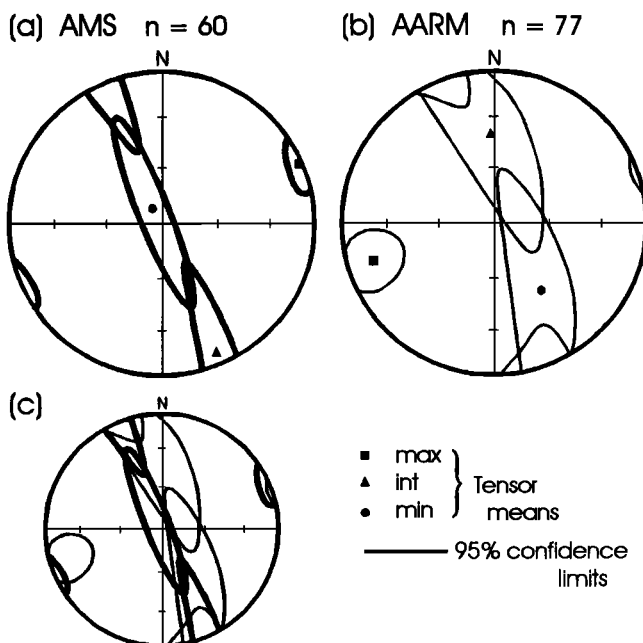 (a) AMS n = 60
(b) AARM n = 77
N
N
(c)
N
max
int
min
Tensor
means
95% confidence
limits